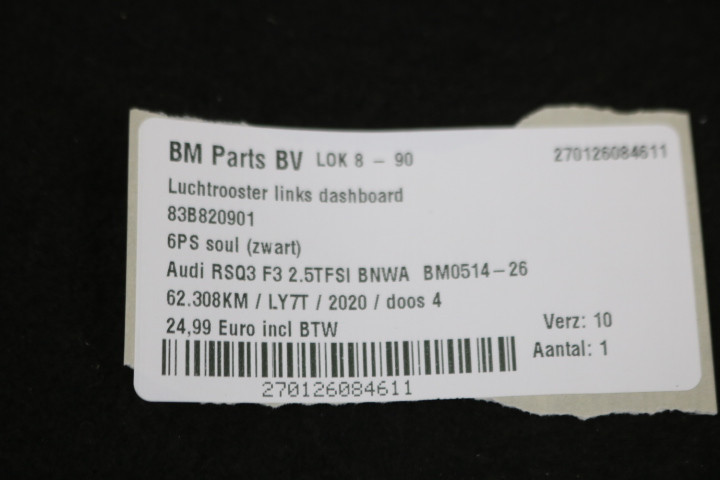 BM Parts BV LOK 8 - 90 270126084611
Luchtrooster links dashboard
83B820901
6PS soul (zwart)
Audi RSQ3 F3 2.5TFSI BNWA BM0514-26
62.308KM / LY7T / 2020 / doos 4
24,99 Euro incl BTW Verz: 10
Aantal: 1
270126084611